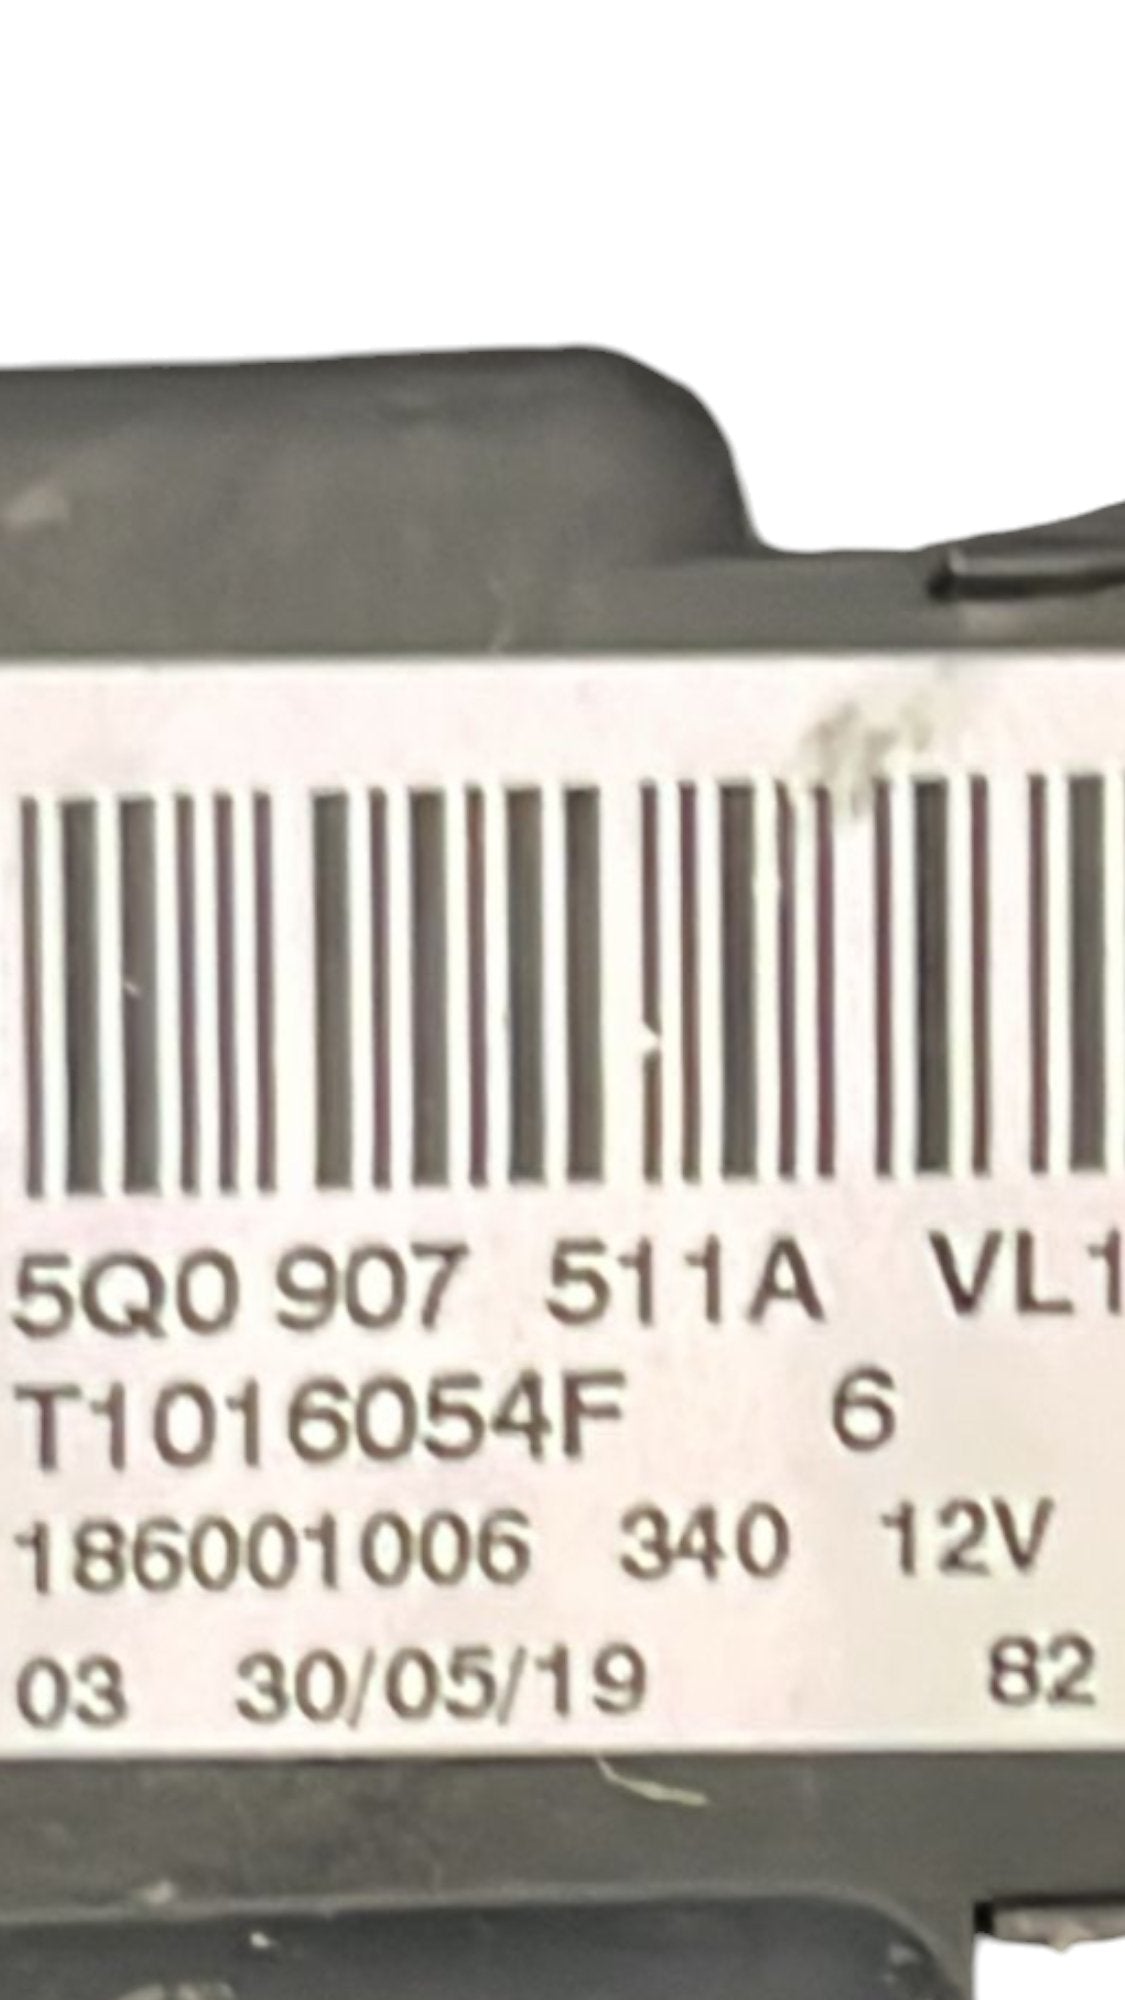 5Q0 907 511A VL1
T1016054F 6
186001006 340 12V
03 30/05/19 82